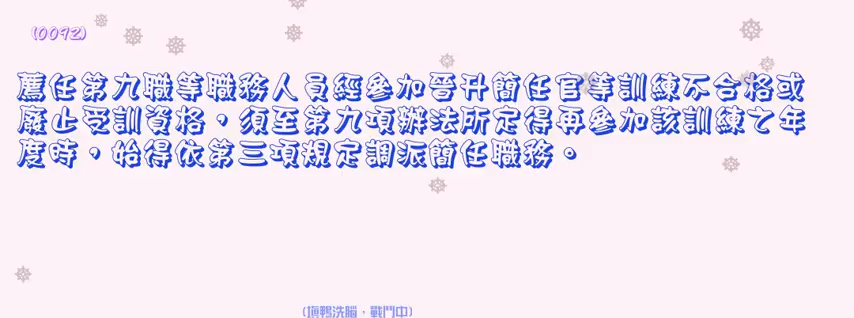 (0092)
薦任第九職等職務人員經參加晉升簡任官等訓練不合格或
廢止受訓資格，須至第九項辦法所定得再參加該訓練之年
度時，始得依第三項規定調派簡任職務。
(填鴨洗腦，戰鬥中)